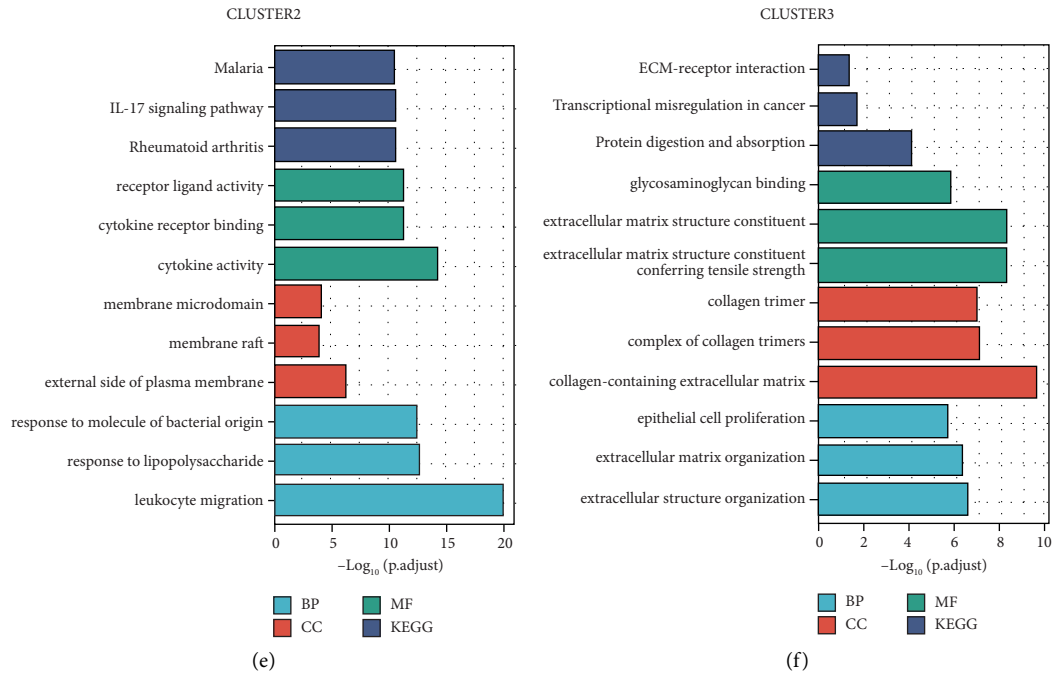 CLUSTER2
Malaria
IL-17 signaling pathway
Rheumatoid arthritis
receptor ligand activity
cytokine receptor binding
cytokine activity
membrane microdomain
membrane raft
external side of plasma membrane
response to molecule of bacterial origin
response to lipopolysaccharide
leukocyte migration
0 5 10 15 20
–Log10 (p.adjust)
BP MF
CC KEGG
(e)
CLUSTER3
ECM-receptor interaction
Transcriptional misregulation in cancer
Protein digestion and absorption
glycosaminoglycan binding
extracellular matrix structure constituent
extracellular matrix structure constituent
conferring tensile strength
collagen trimer
complex of collagen trimers
collagen-containing extracellular matrix
epithelial cell proliferation
extracellular matrix organization
extracellular structure organization
0 2 4 6 8 10
–Log10 (p.adjust)
BP MF
CC KEGG
(f)